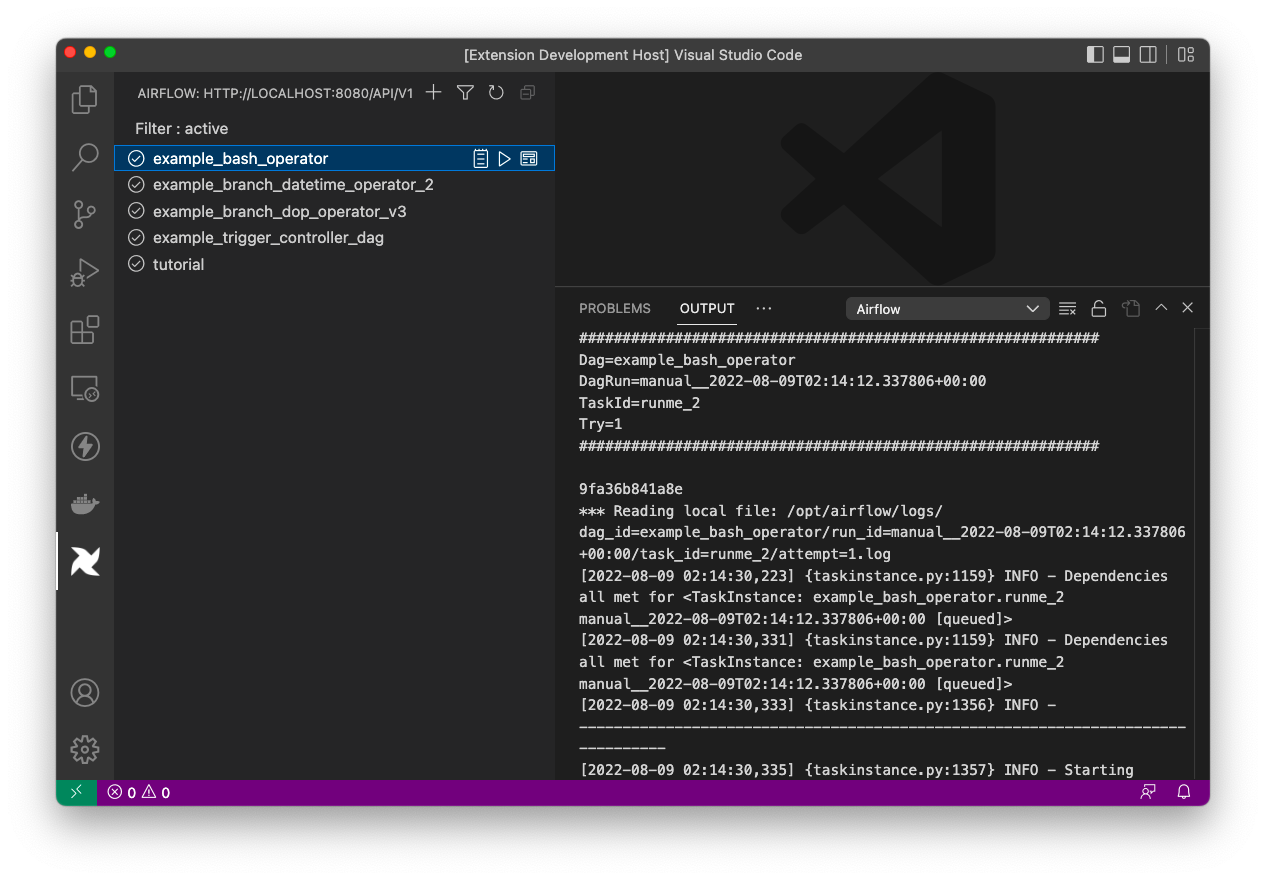 [Extension Development Host] Visual Studio Code
AIRFLOW: HTTP://LOCALHOST:8080/API/V1
Filter : active
example_bash_operator
example_branch_datetime_operator_2
example_branch_dop_operator_v3
example_trigger_controller_dag
tutorial
PROBLEMS OUTPUT ··· Airflow
############################################################
Dag=example_bash_operator
DagRun=manual__2022-08-09T02:14:12.337806+00:00
TaskId=runme_2
Try=1
############################################################
9fa36b841a8e
*** Reading local file: /opt/airflow/logs/
dag_id=example_bash_operator/run_id=manual__2022-08-09T02:14:12.337806
+00:00/task_id=runme_2/attempt=1.log
[2022-08-09 02:14:30,223] {taskinstance.py:1159} INFO - Dependencies
all met for <TaskInstance: example_bash_operator.runme_2
manual__2022-08-09T02:14:12.337806+00:00 [queued]>
[2022-08-09 02:14:30,331] {taskinstance.py:1159} INFO - Dependencies
all met for <TaskInstance: example_bash_operator.runme_2
manual__2022-08-09T02:14:12.337806+00:00 [queued]>
[2022-08-09 02:14:30,333] {taskinstance.py:1356} INFO -
----------------------------------------------------------------------
----------
[2022-08-09 02:14:30,335] {taskinstance.py:1357} INFO - Starting
0 0